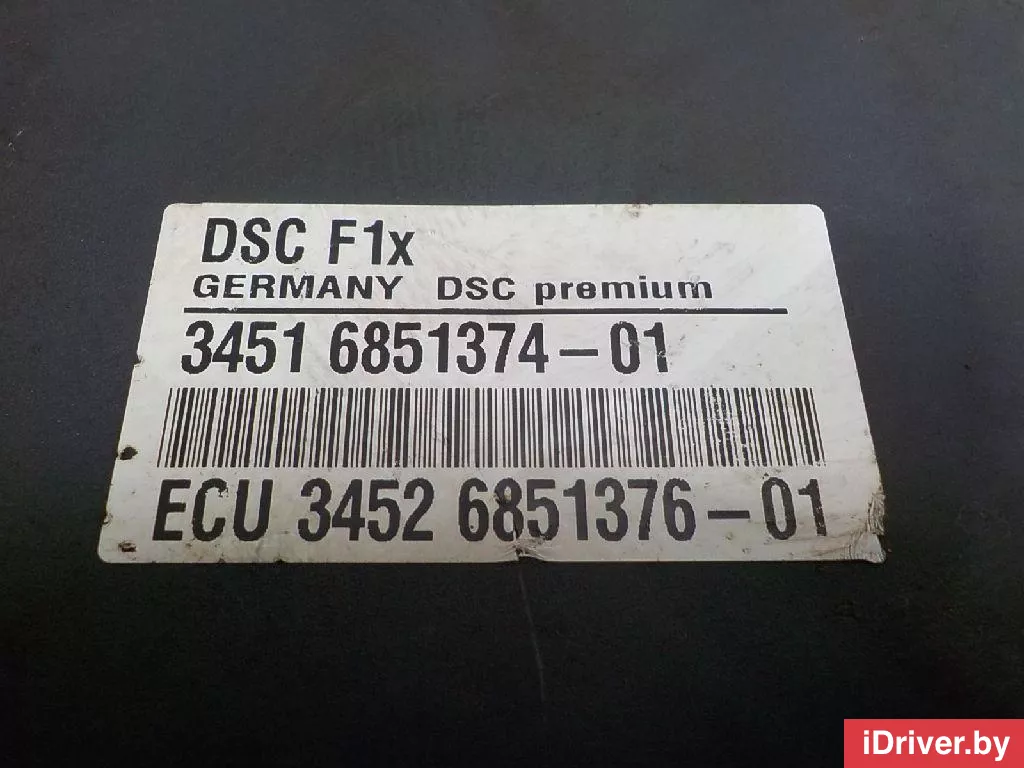 DSC F1x
GERMANY DSC premium
3451 6851374-01
ECU 3452 6851376-01
iDriver.by